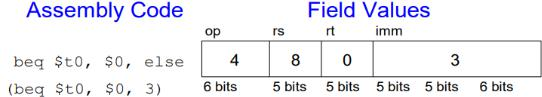 Assembly Code Field Values
op rs rt imm
beq $t0, $0, else 4 8 0 3
(beq $t0, $0, 3) 6 bits 5 bits 5 bits 5 bits 5 bits 6 bits